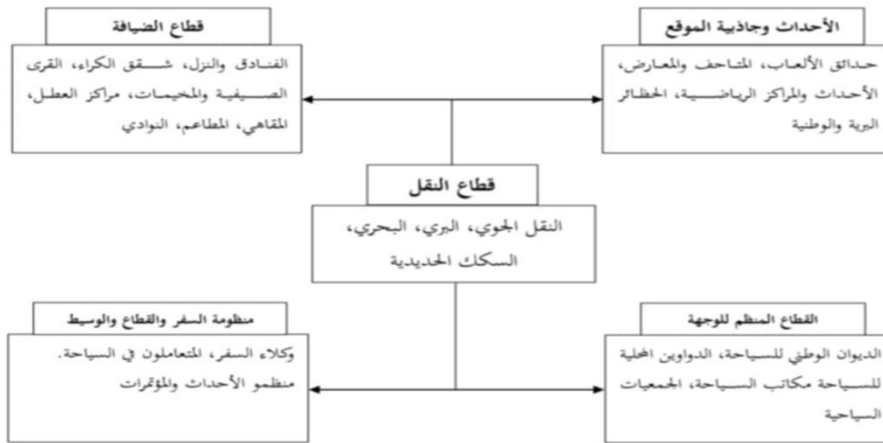 الأحداث وجاذبية الموقع
حدائق الألعاب، المتاحف والمعارض،
الأحداث والمراكز الرياضية، الحظائر
البرية والوطنية
قطاع الضيافة
الفنادق والنزل، شقق الكراء، القرى
الصيفية والمخيمات، مراكز العطل،
المقاهي، المطاعم، النوادي
قطاع النقل
النقل الجوي، البري، البحري،
السكك الحديدية
القطاع المنظم للوجهة
الديوان الوطني للسياحة، الدواوين المحلية
للسياحة مكاتب السياحة، الجمعيات
السياحية
منظومة السفر والقطاع والوسيط
وكلاء السفر، المتعاملون في السياحة.
منظمو الأحداث والمؤتمرات